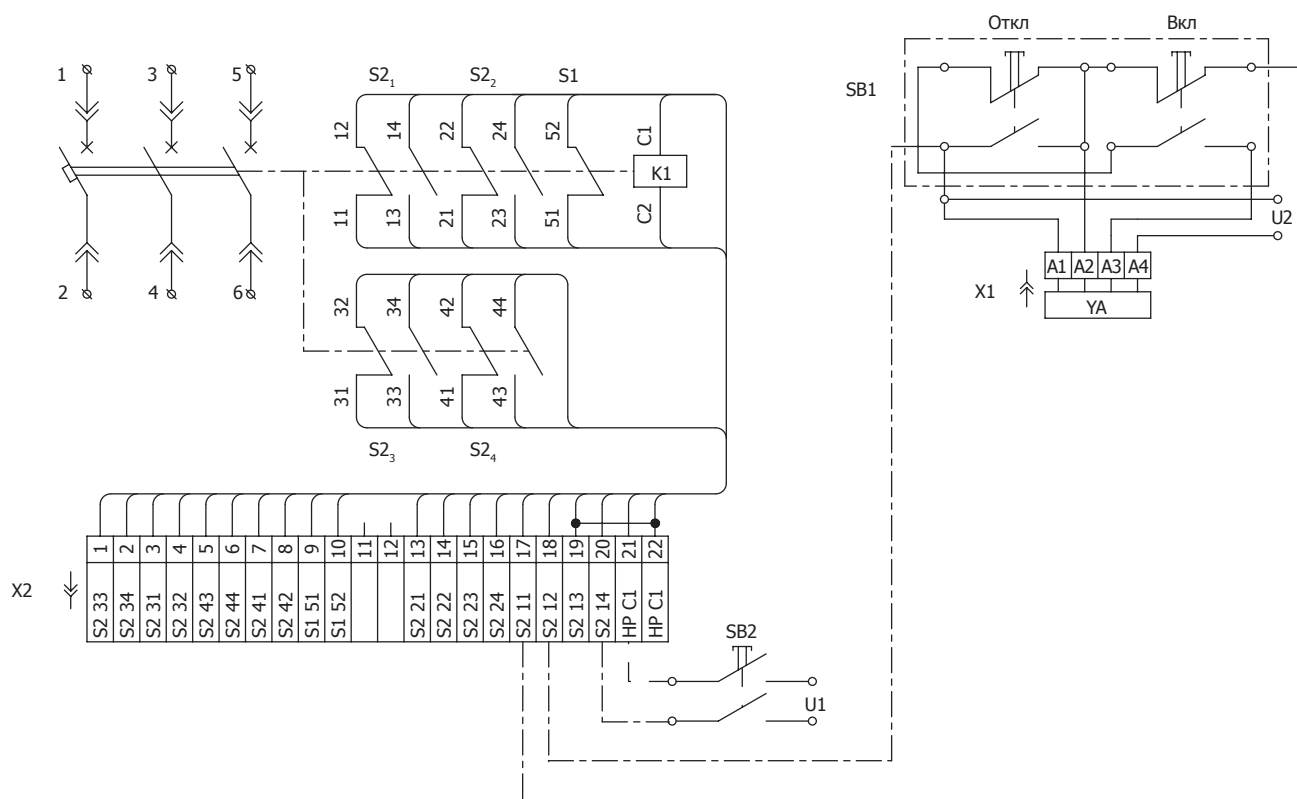 Откл Вкл
1 3 5
S2₁ S2₂ S1
SB1
12 14 22 24 52 C1
K1
11 13 21 23 51 C2
U2
2 4 6
A1 A2 A3 A4
X1
YA
32 34 42 44
31 33 41 43
S2₃ S2₄
1 2 3 4 5 6 7 8 9 10 11 12 13 14 15 16 17 18 19 20 21 22
X2
S2 33 S2 34 S2 31 S2 32 S2 43 S2 44 S2 41 S2 42 S1 51 S1 52 S2 21 S2 22 S2 23 S2 24 S2 11 S2 12 S2 13 S2 14 HP C1 HP C1
SB2
U1